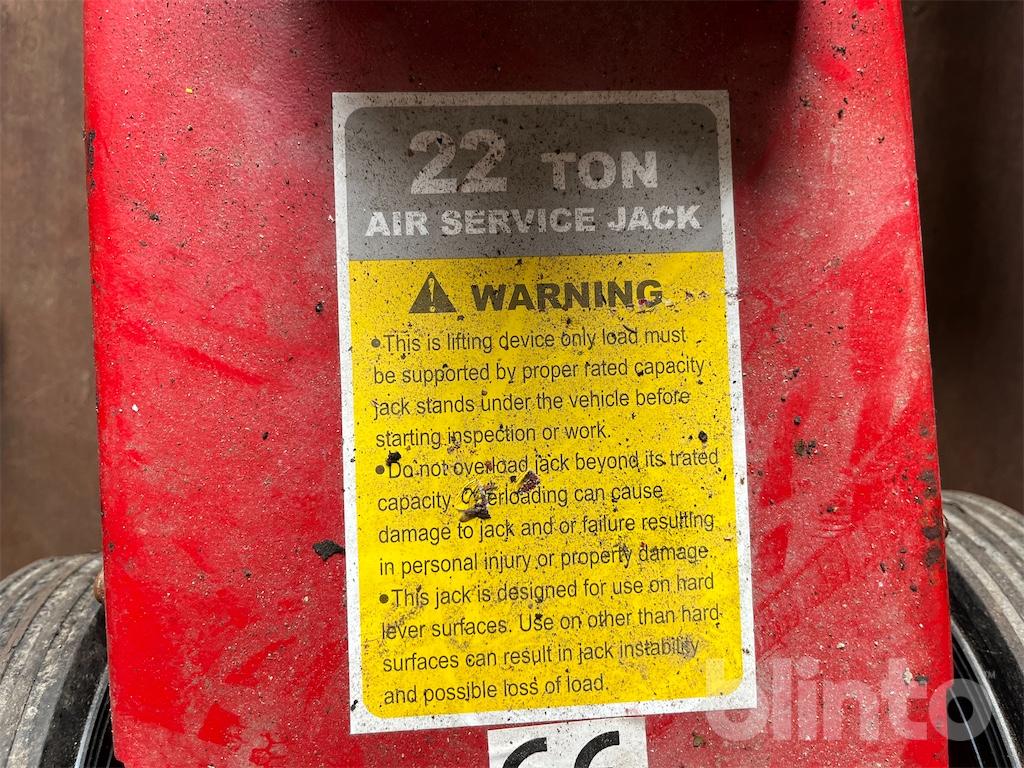 22 TON
AIR SERVICE JACK
WARNING
•This is lifting device only load must
be supported by proper rated capacity
jack stands under the vehicle before
starting inspection or work.
•Do not overload jack beyond its trated
capacity. Overloading can cause
damage to jack and or failure resulting
in personal injury or property damage.
•This jack is designed for use on hard
lever surfaces. Use on other than hard
surfaces can result in jack instability
and possible loss of load.
blinto™
CE